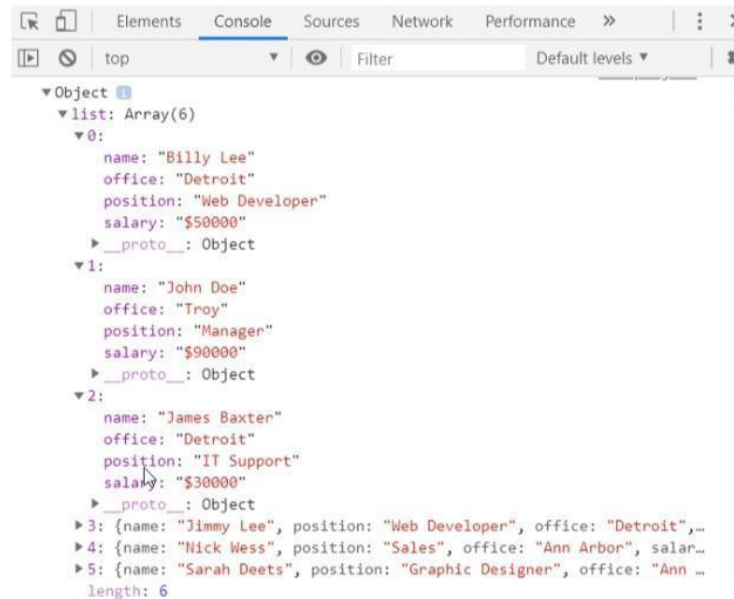 Elements Console Sources Network Performance »
top Filter Default levels ▼
▼Object i
▼list: Array(6)
▼0:
name: "Billy Lee"
office: "Detroit"
position: "Web Developer"
salary: "$50000"
▶__proto__: Object
▼1:
name: "John Doe"
office: "Troy"
position: "Manager"
salary: "$90000"
▶__proto__: Object
▼2:
name: "James Baxter"
office: "Detroit"
position: "IT Support"
salary: "$30000"
▶__proto__: Object
▶3: {name: "Jimmy Lee", position: "Web Developer", office: "Detroit",…
▶4: {name: "Nick Wess", position: "Sales", office: "Ann Arbor", salar…
▶5: {name: "Sarah Deets", position: "Graphic Designer", office: "Ann …
length: 6